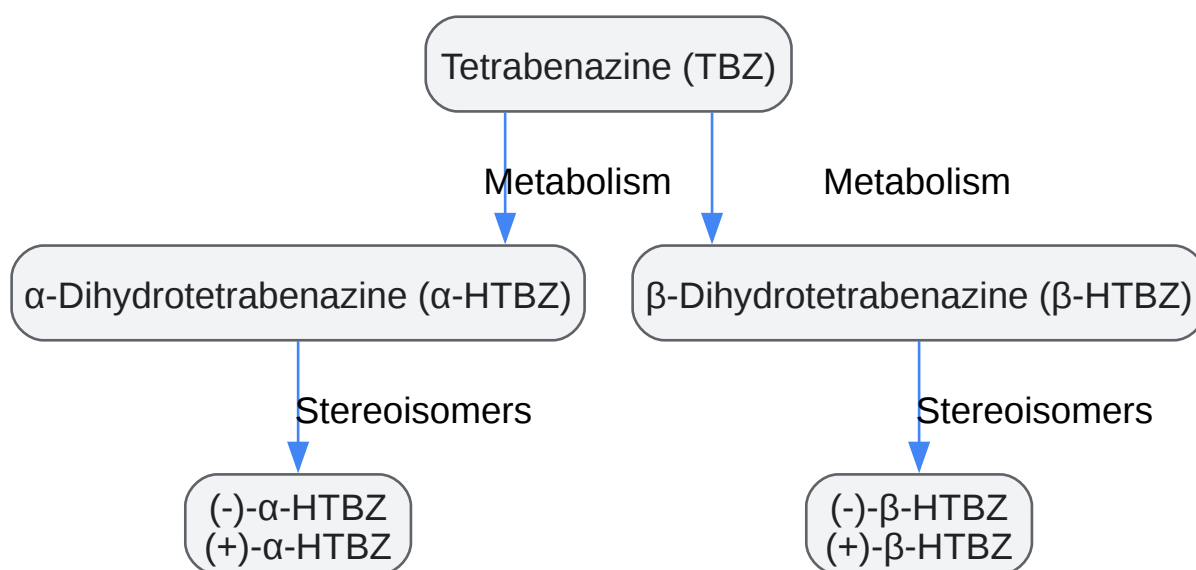 Tetrabenazine (TBZ)
Metabolism
Metabolism
α-Dihydrotetrabenazine (α-HTBZ)
β-Dihydrotetrabenazine (β-HTBZ)
Stereoisomers
Stereoisomers
(-)-α-HTBZ
(+)-α-HTBZ
(-)-β-HTBZ
(+)-β-HTBZ